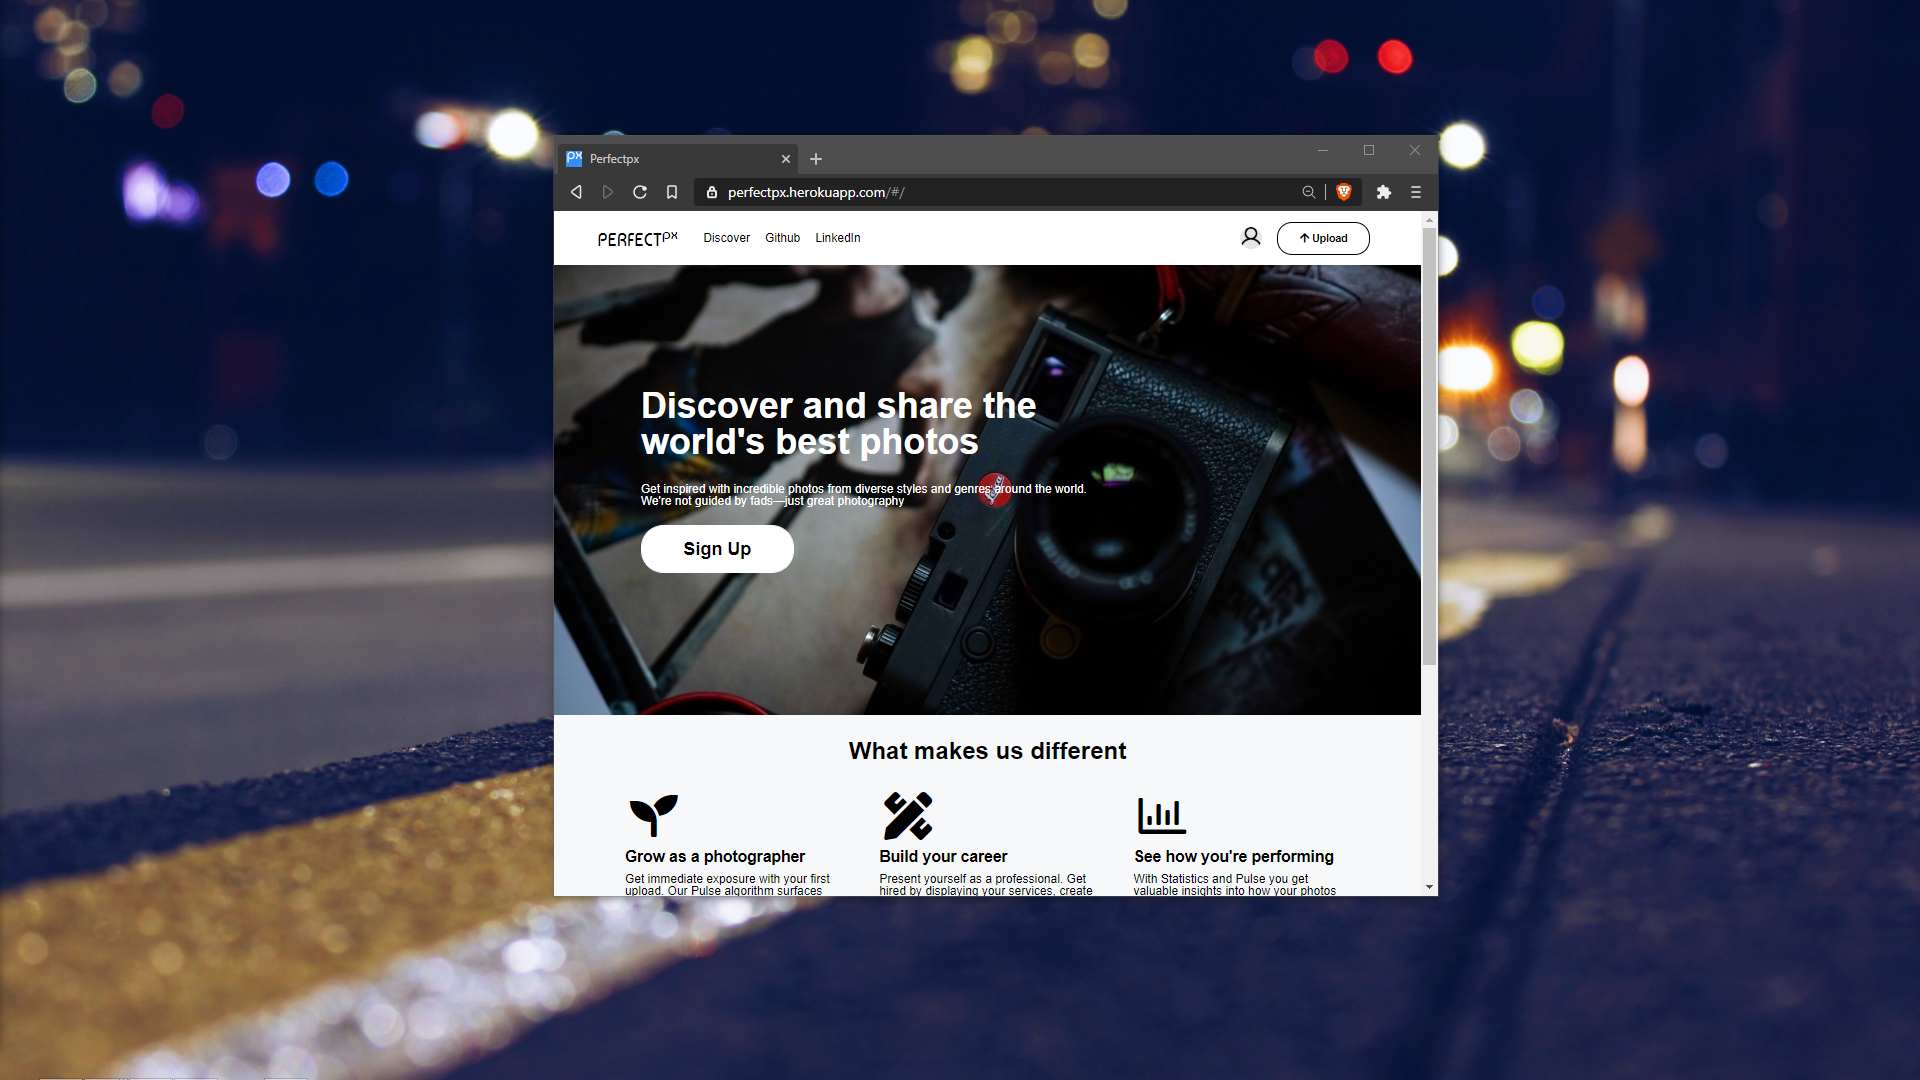 Perfectpx
perfectpx.herokuapp.com/#/
PERFECTpx Discover Github LinkedIn Upload
Discover and share the
world's best photos
Get inspired with incredible photos from diverse styles and genres around the world.
We're not guided by fads—just great photography
Sign Up
Leica
What makes us different
Grow as a photographer
Get immediate exposure with your first
upload. Our Pulse algorithm surfaces
Build your career
Present yourself as a professional. Get
hired by displaying your services, create
See how you're performing
With Statistics and Pulse you get
valuable insights into how your photos